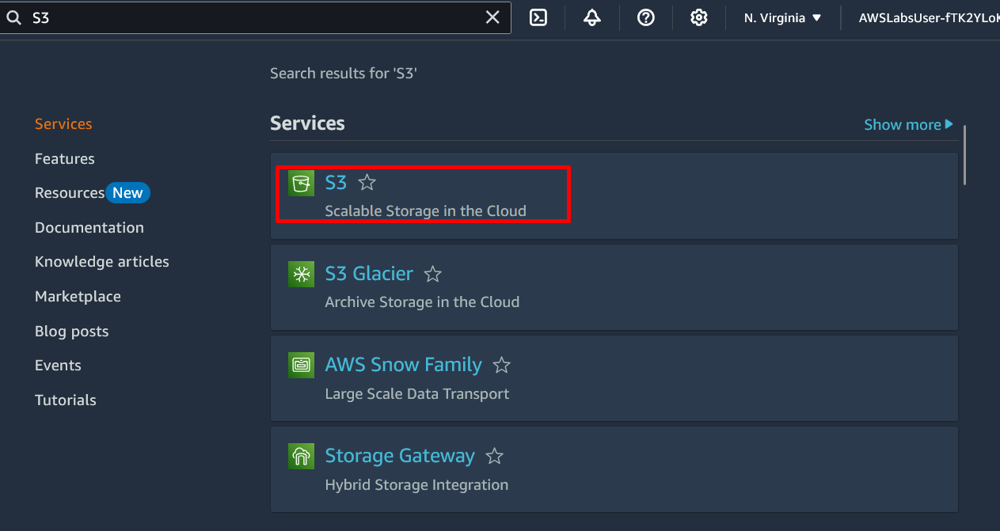 S3
N. Virginia
AWSLabsUser-fTK2YLoK
Search results for 'S3'
Services
Features
Resources New
Documentation
Knowledge articles
Marketplace
Blog posts
Events
Tutorials
Services
Show more
S3
Scalable Storage in the Cloud
S3 Glacier
Archive Storage in the Cloud
AWS Snow Family
Large Scale Data Transport
Storage Gateway
Hybrid Storage Integration